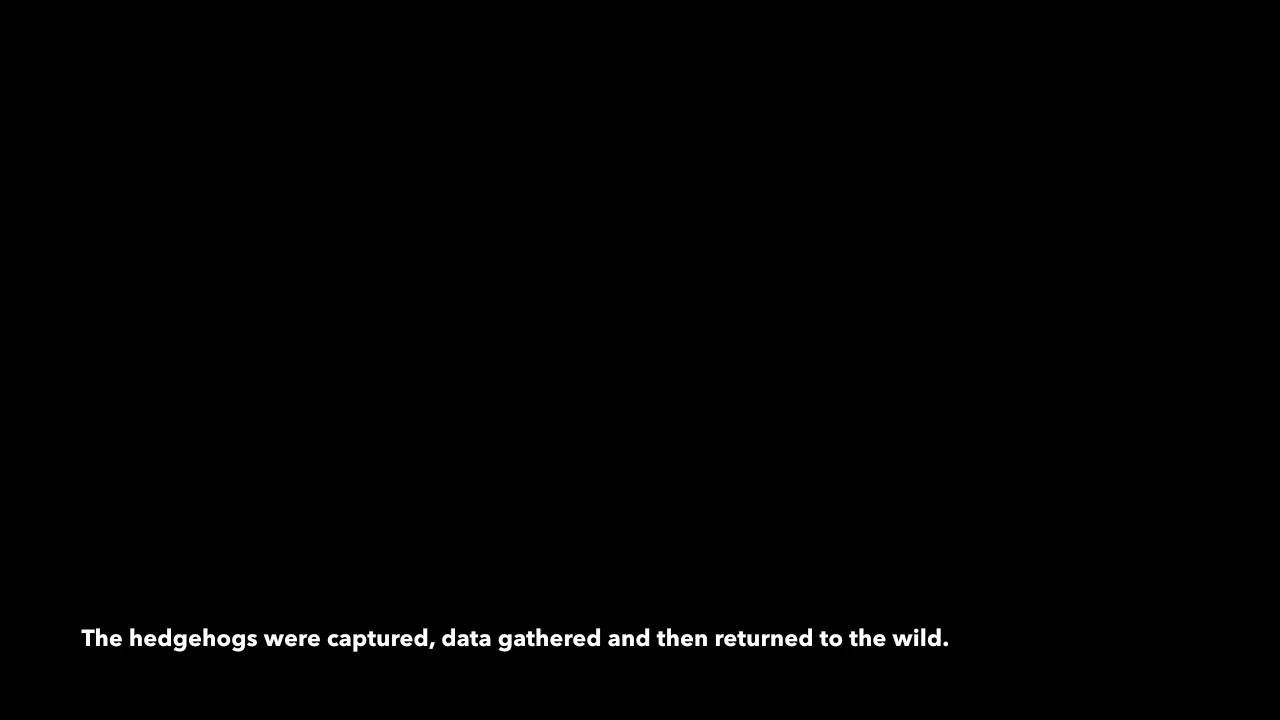 The hedgehogs were captured, data gathered and then returned to the wild.